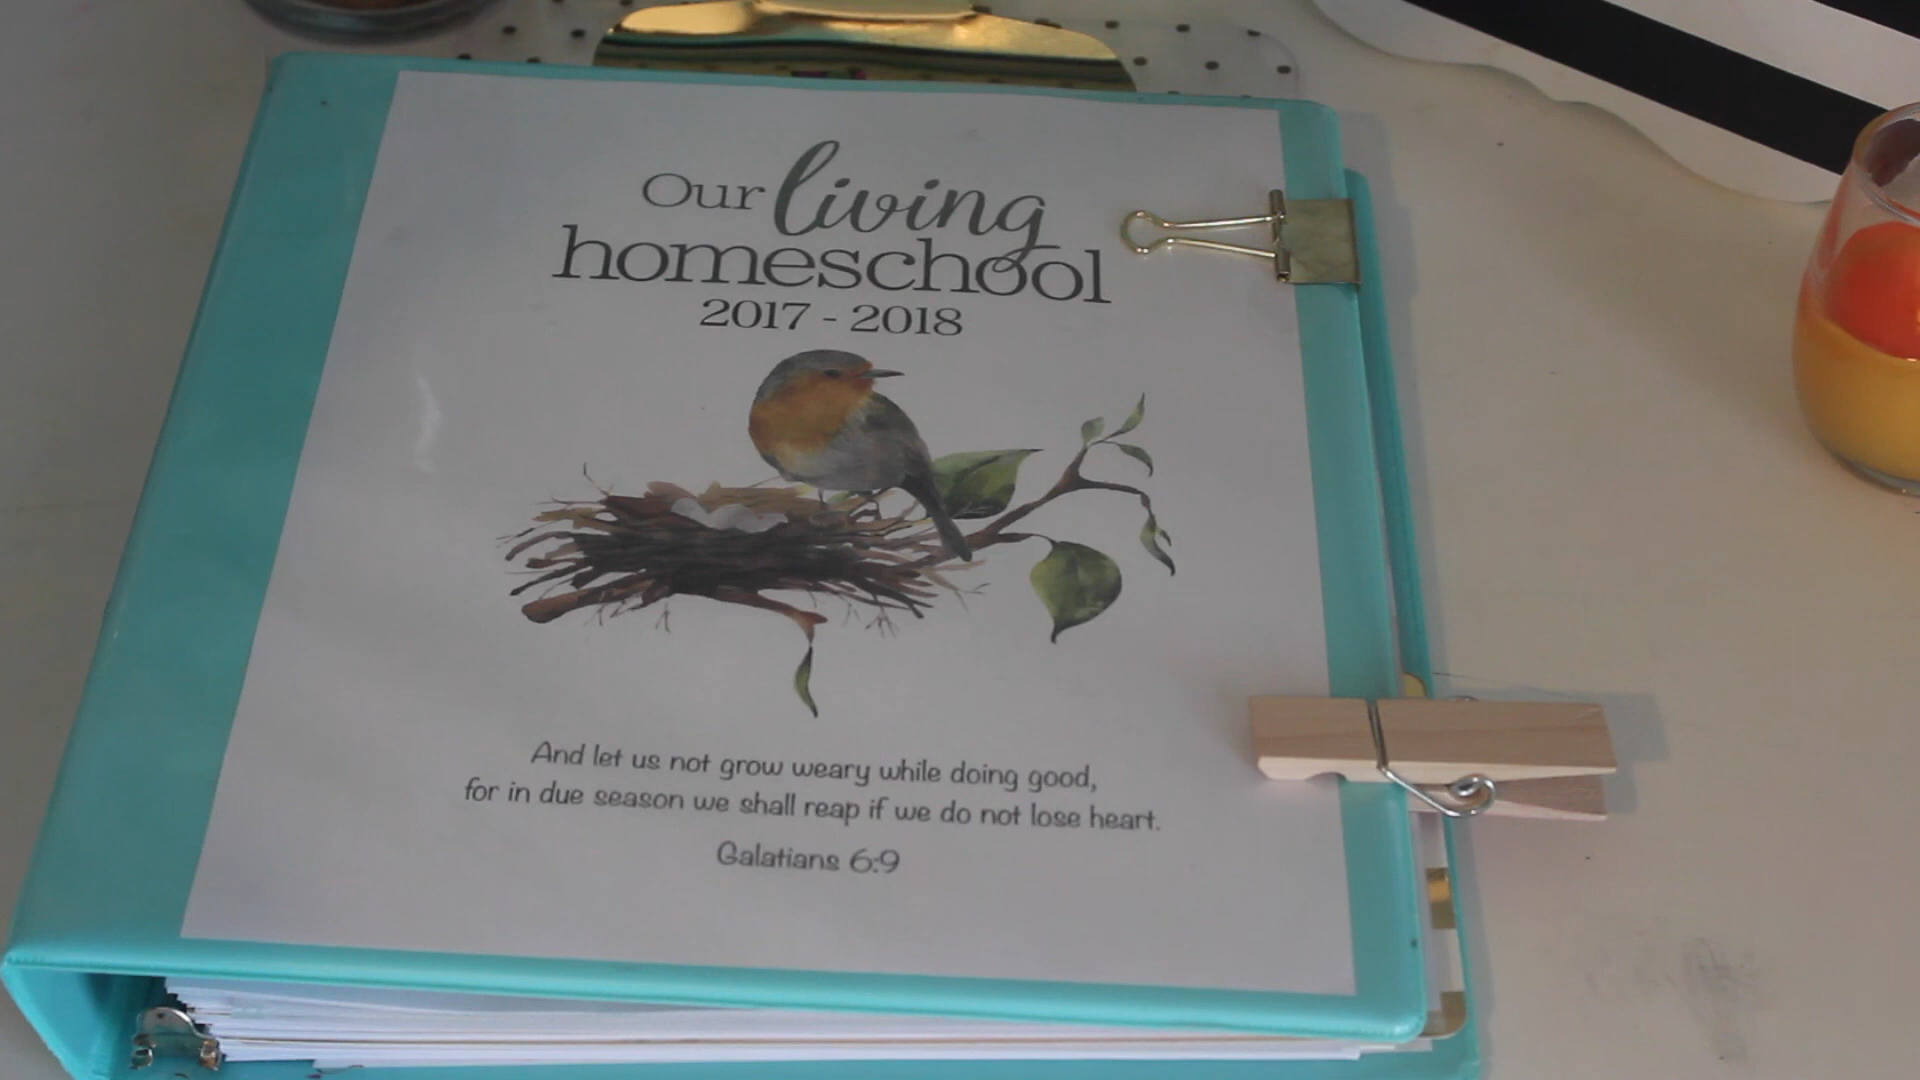 Our living
homeschool
2017 - 2018
And let us not grow weary while doing good,
for in due season we shall reap if we do not lose heart.
Galatians 6:9